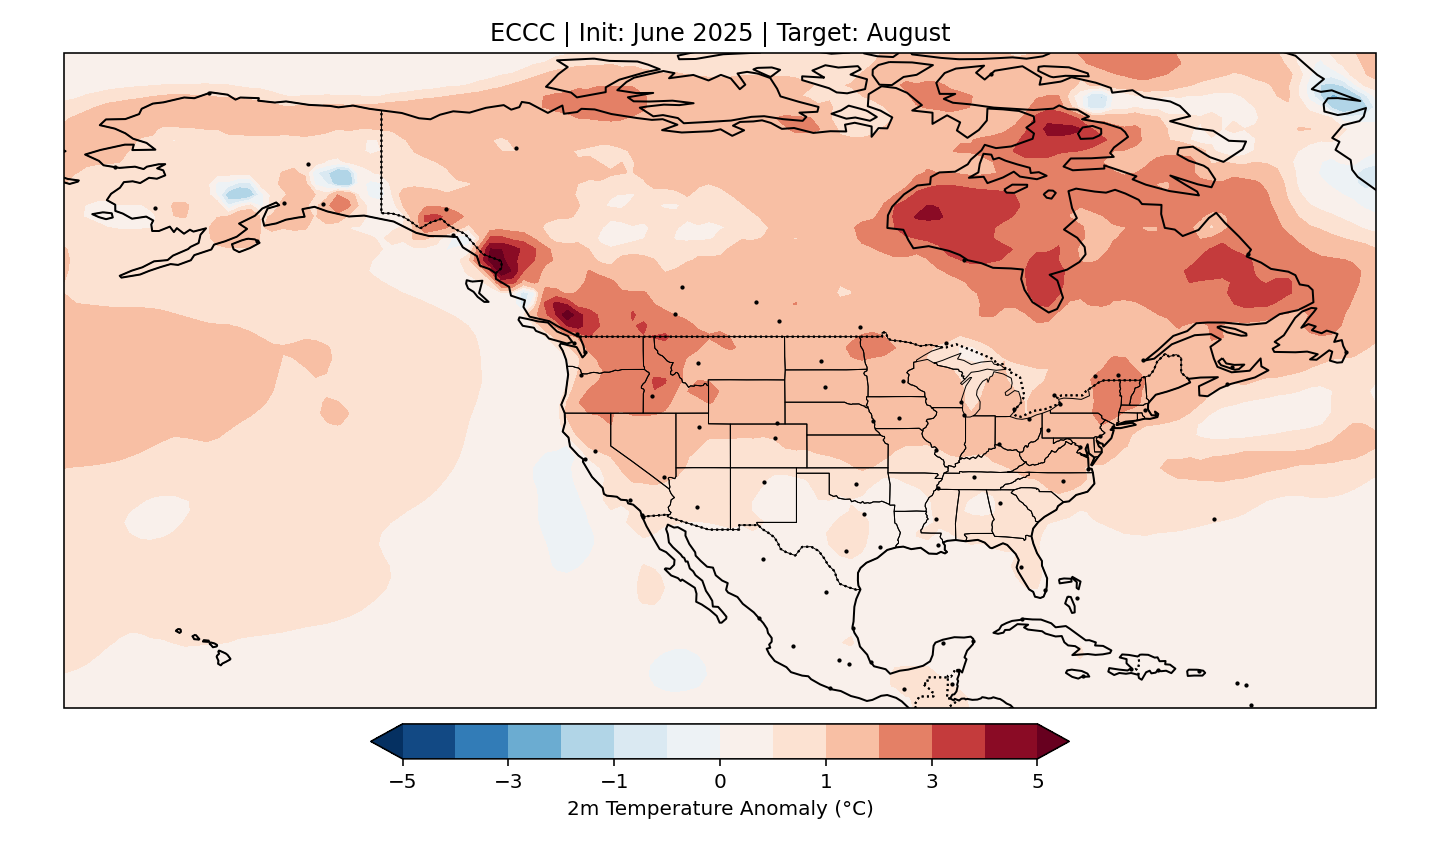 ECCC | Init: June 2025 | Target: August
−5 −3 −1 0 1 3 5
2m Temperature Anomaly (°C)